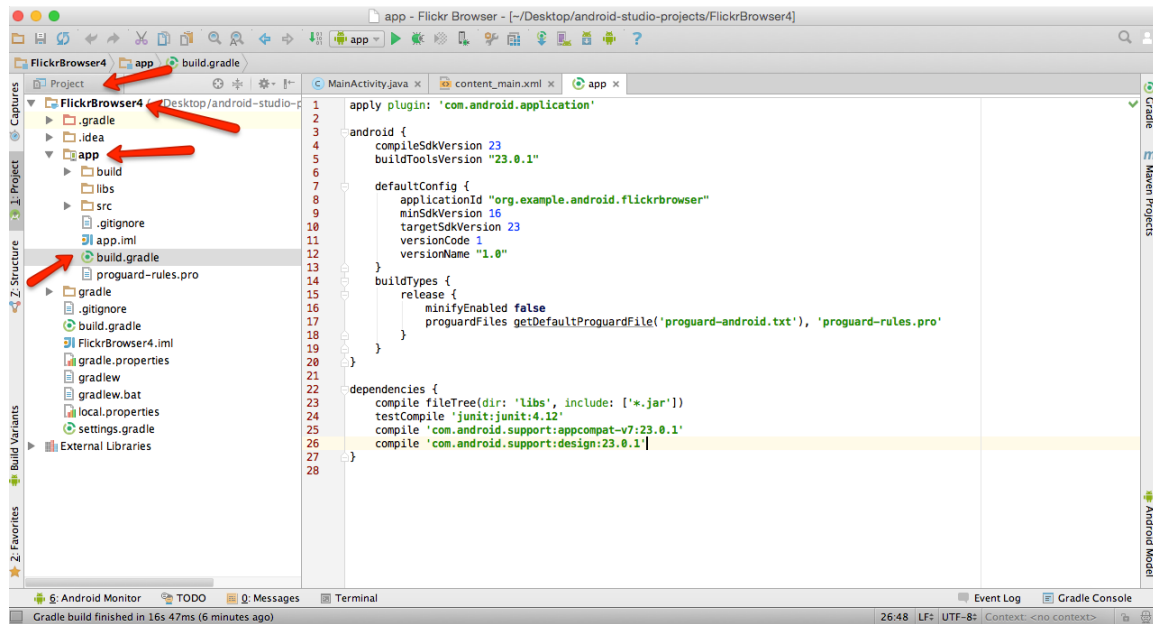 app - Flickr Browser - [~/Desktop/android-studio-projects/FlickrBrowser4]
app
FlickrBrowser4 app build.gradle
Project
MainActivity.java × content_main.xml × app ×
Captures
1: Project
Z: Structure
Build Variants
2: Favorites
FlickrBrowser4
Desktop/android-studio-p
.gradle
.idea
app
build
libs
src
.gitignore
app.iml
build.gradle
proguard-rules.pro
gradle
.gitignore
build.gradle
FlickrBrowser4.iml
gradle.properties
gradlew
gradlew.bat
local.properties
settings.gradle
External Libraries
1 apply plugin: 'com.android.application'
2
3 android {
4 compileSdkVersion 23
5 buildToolsVersion "23.0.1"
6
7 defaultConfig {
8 applicationId "org.example.android.flickrbrowser"
9 minSdkVersion 16
10 targetSdkVersion 23
11 versionCode 1
12 versionName "1.0"
13 }
14 buildTypes {
15 release {
16 minifyEnabled false
17 proguardFiles getDefaultProguardFile('proguard-android.txt'), 'proguard-rules.pro'
18 }
19 }
20 }
21
22 dependencies {
23 compile fileTree(dir: 'libs', include: ['*.jar'])
24 testCompile 'junit:junit:4.12'
25 compile 'com.android.support:appcompat-v7:23.0.1'
26 compile 'com.android.support:design:23.0.1'
27 }
28
Gradle
Maven Projects
Android Model
6: Android Monitor TODO 0: Messages Terminal Event Log Gradle Console
Gradle build finished in 16s 47ms (6 minutes ago) 26:48 LF UTF-8 Context: <no context>